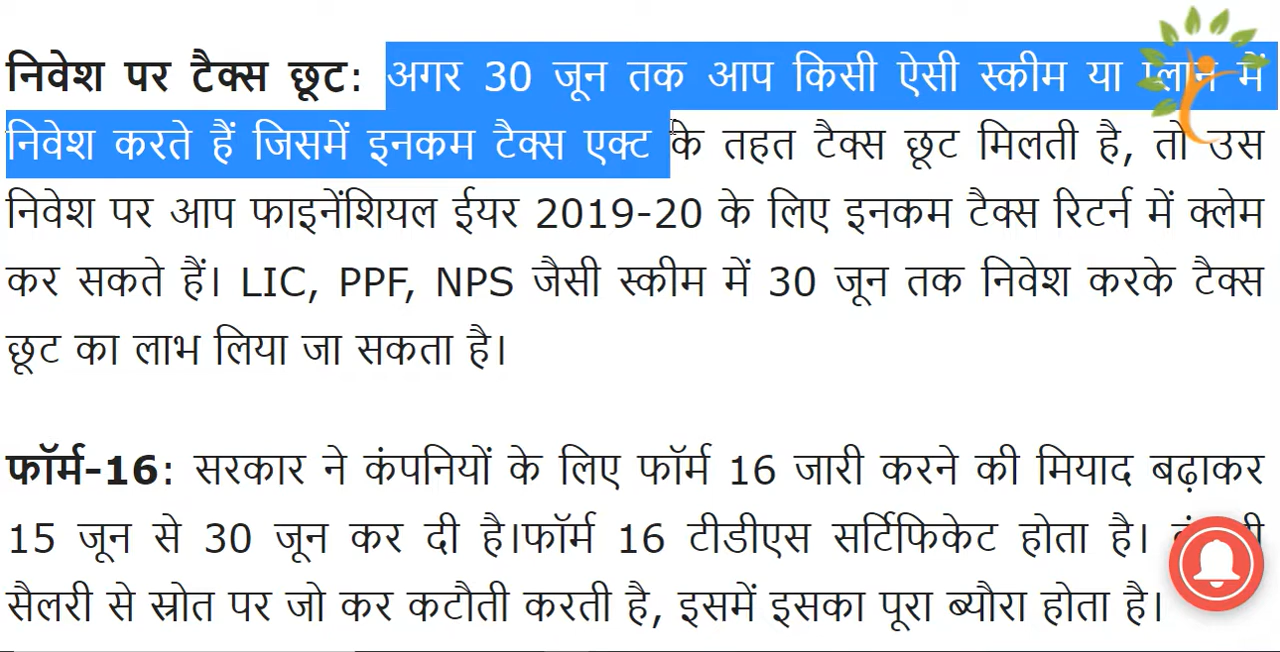 निवेश पर टैक्स छूट: अगर 30 जून तक आप किसी ऐसी स्कीम या प्लान में
निवेश करते हैं जिसमें इनकम टैक्स एक्ट के तहत टैक्स छूट मिलती है, तो उस
निवेश पर आप फाइनेंशियल ईयर 2019-20 के लिए इनकम टैक्स रिटर्न में क्लेम
कर सकते हैं। LIC, PPF, NPS जैसी स्कीम में 30 जून तक निवेश करके टैक्स
छूट का लाभ लिया जा सकता है।
फॉर्म-16: सरकार ने कंपनियों के लिए फॉर्म 16 जारी करने की मियाद बढ़ाकर
15 जून से 30 जून कर दी है।फॉर्म 16 टीडीएस सर्टिफिकेट होता है।
सैलरी से स्रोत पर जो कर कटौती करती है, इसमें इसका पूरा ब्यौरा होता है।